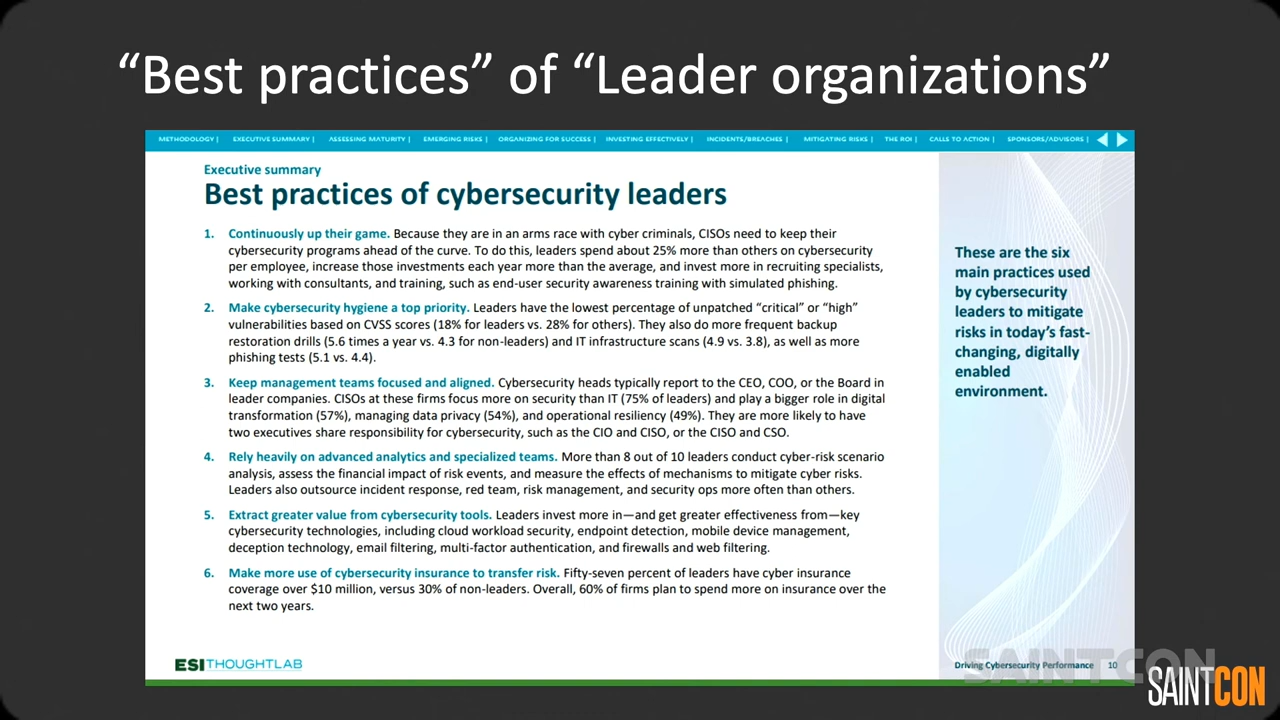 “Best practices” of “Leader organizations”
METHODOLOGY | EXECUTIVE SUMMARY | ASSESSING MATURITY | EMERGING RISKS | ORGANIZING FOR SUCCESS | INVESTING EFFECTIVELY | INCIDENTS/BREACHES | MITIGATING RISKS | THE ROI | CALLS TO ACTION | SPONSORS/ADVISORS |
Executive summary
Best practices of cybersecurity leaders
1. Continuously up their game. Because they are in an arms race with cyber criminals, CISOs need to keep their
cybersecurity programs ahead of the curve. To do this, leaders spend about 25% more than others on cybersecurity
per employee, increase those investments each year more than the average, and invest more in recruiting specialists,
working with consultants, and training, such as end-user security awareness training with simulated phishing.
2. Make cybersecurity hygiene a top priority. Leaders have the lowest percentage of unpatched “critical” or “high”
vulnerabilities based on CVSS scores (18% for leaders vs. 28% for others). They also do more frequent backup
restoration drills (5.6 times a year vs. 4.3 for non-leaders) and IT infrastructure scans (4.9 vs. 3.8), as well as more
phishing tests (5.1 vs. 4.4).
3. Keep management teams focused and aligned. Cybersecurity heads typically report to the CEO, COO, or the Board in
leader companies. CISOs at these firms focus more on security than IT (75% of leaders) and play a bigger role in digital
transformation (57%), managing data privacy (54%), and operational resiliency (49%). They are more likely to have
two executives share responsibility for cybersecurity, such as the CIO and CISO, or the CISO and CSO.
4. Rely heavily on advanced analytics and specialized teams. More than 8 out of 10 leaders conduct cyber-risk scenario
analysis, assess the financial impact of risk events, and measure the effects of mechanisms to mitigate cyber risks.
Leaders also outsource incident response, red team, risk management, and security ops more often than others.
5. Extract greater value from cybersecurity tools. Leaders invest more in—and get greater effectiveness from—key
cybersecurity technologies, including cloud workload security, endpoint detection, mobile device management,
deception technology, email filtering, multi-factor authentication, and firewalls and web filtering.
6. Make more use of cybersecurity insurance to transfer risk. Fifty-seven percent of leaders have cyber insurance
coverage over $10 million, versus 30% of non-leaders. Overall, 60% of firms plan to spend more on insurance over the
next two years.
These are the six
main practices used
by cybersecurity
leaders to mitigate
risks in today’s fast-
changing, digitally
enabled
environment.
ESITHOUGHTLAB
Driving Cybersecurity Performance 10
SAINTCON
SAINTCON